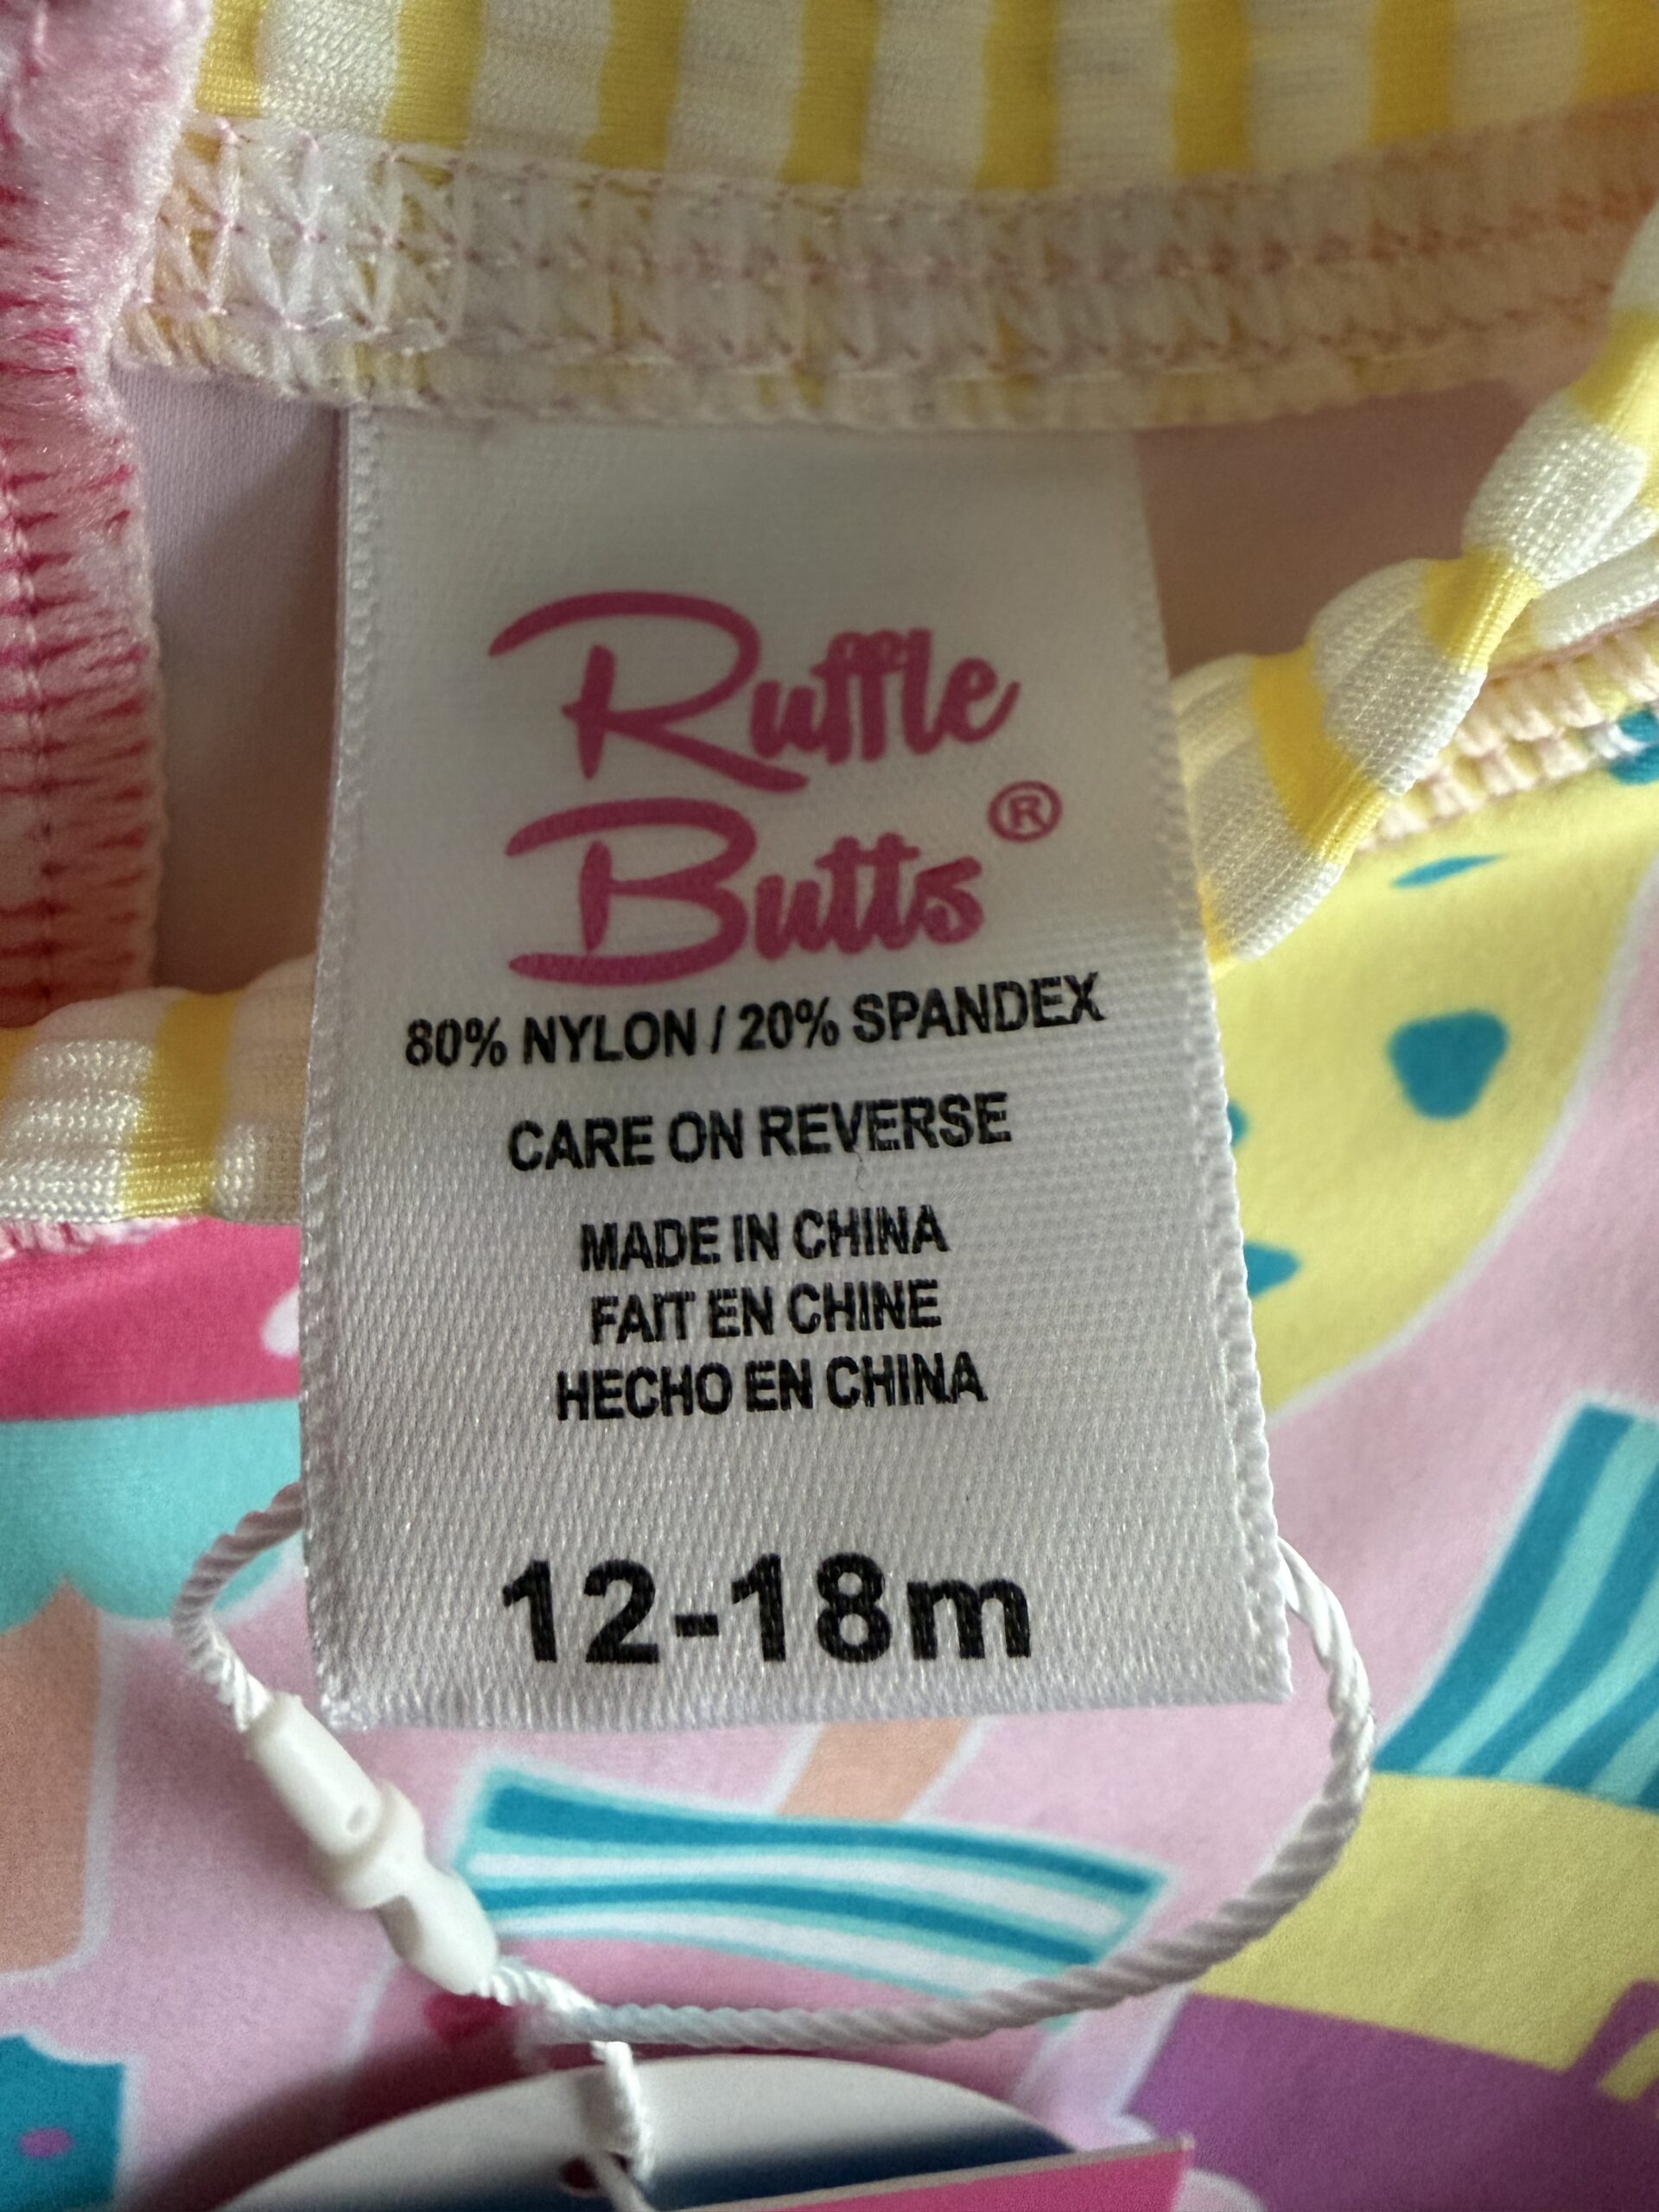 Ruffle
Butts®
80% NYLON / 20% SPANDEX
CARE ON REVERSE
MADE IN CHINA
FAIT EN CHINE
HECHO EN CHINA
12-18m